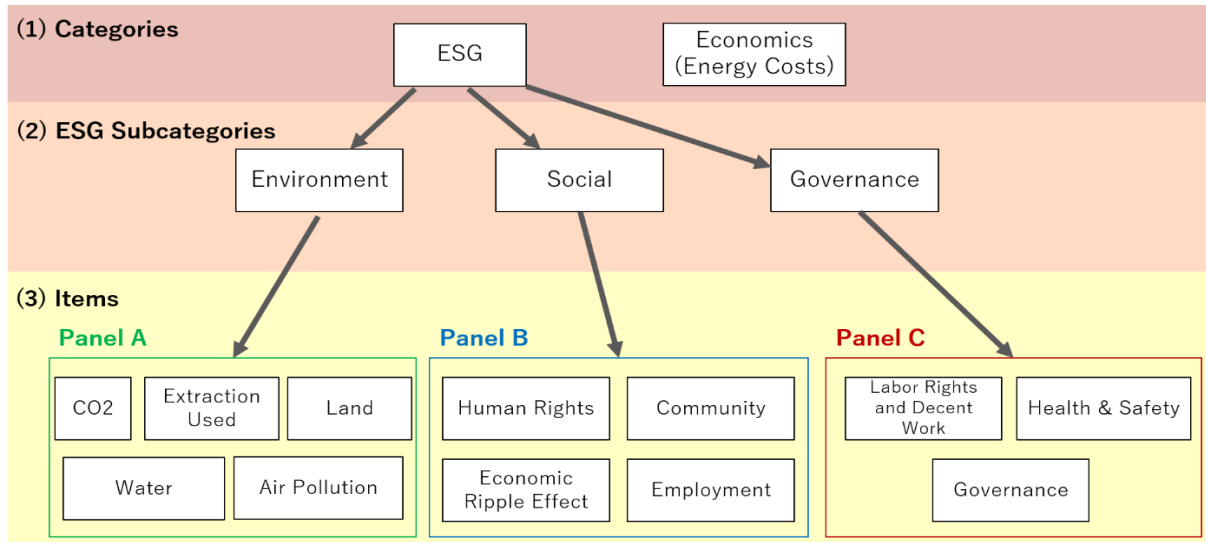 (1) Categories
ESG
Economics
(Energy Costs)
(2) ESG Subcategories
Environment
Social
Governance
(3) Items
Panel A
Panel B
Panel C
CO2
Extraction
Used
Land
Water
Air Pollution
Human Rights
Community
Economic
Ripple Effect
Employment
Labor Rights
and Decent
Work
Health & Safety
Governance